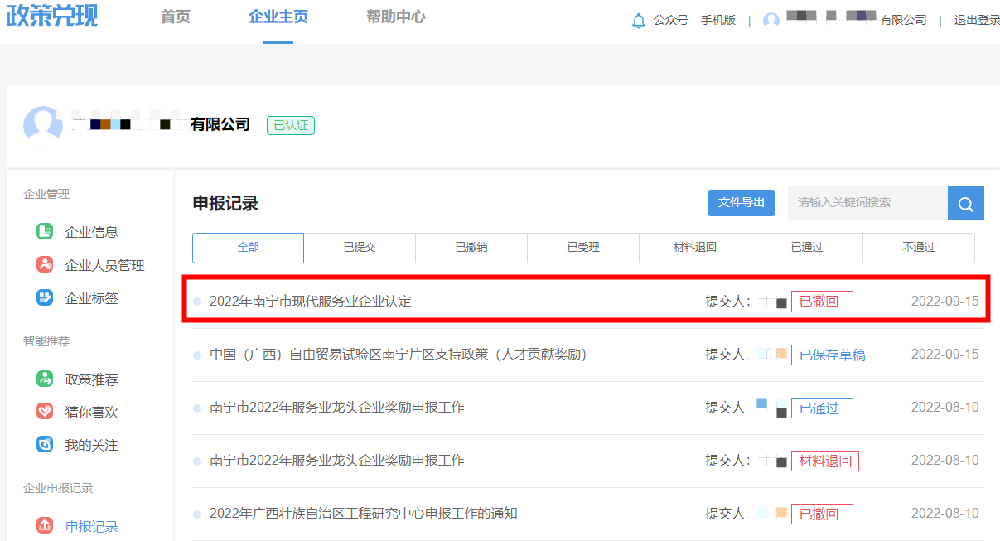 政策兑现 首页 企业主页 帮助中心 公众号 手机版 | 有限公司 | 退出登录
有限公司 已认证
企业管理
企业信息
企业人员管理
企业标签
智能推荐
政策推荐
猜你喜欢
我的关注
企业申报记录
申报记录
申报记录 文件导出 请输入关键词搜索
全部 已提交 已撤销 已受理 材料退回 已通过 不通过
2022年南宁市现代服务业企业认定 提交人: 已撤回 2022-09-15
中国（广西）自由贸易试验区南宁片区支持政策（人才贡献奖励） 提交人 已保存草稿 2022-09-15
南宁市2022年服务业龙头企业奖励申报工作 提交人 已通过 2022-08-10
南宁市2022年服务业龙头企业奖励申报工作 提交人: 材料退回 2022-08-10
2022年广西壮族自治区工程研究中心申报工作的通知 提交人 已撤回 2022-08-10